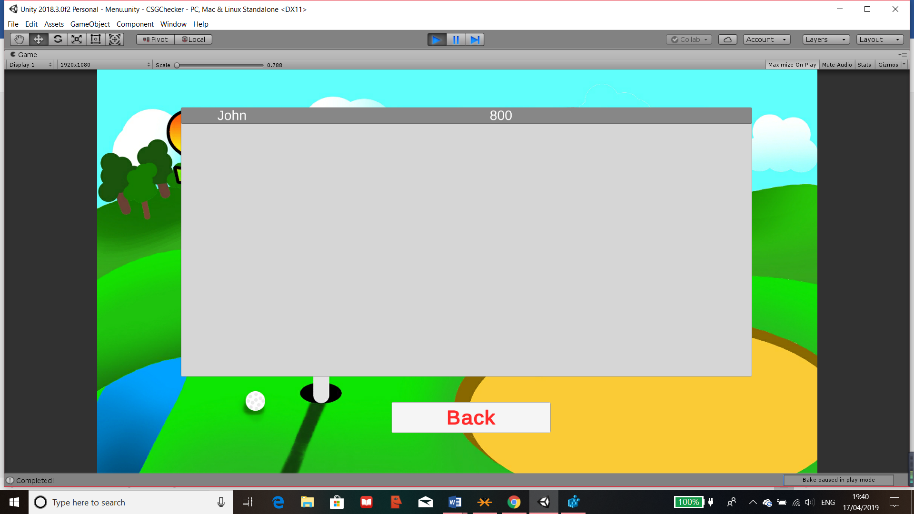 Unity 2018.3.0f2 Personal - Menu.unity - CSGChecker - PC, Mac & Linux Standalone <DX11>
File Edit Assets GameObject Component Window Help
Pivot Local Collab Account Layers Layout
Game
Display 1 1920x1080 Scale 0.788 Maximize On Play Mute Audio Stats Gizmos
John 800
Back
Completed! Bake paused in play mode
Type here to search 100% ENG 19:40
17/04/2019